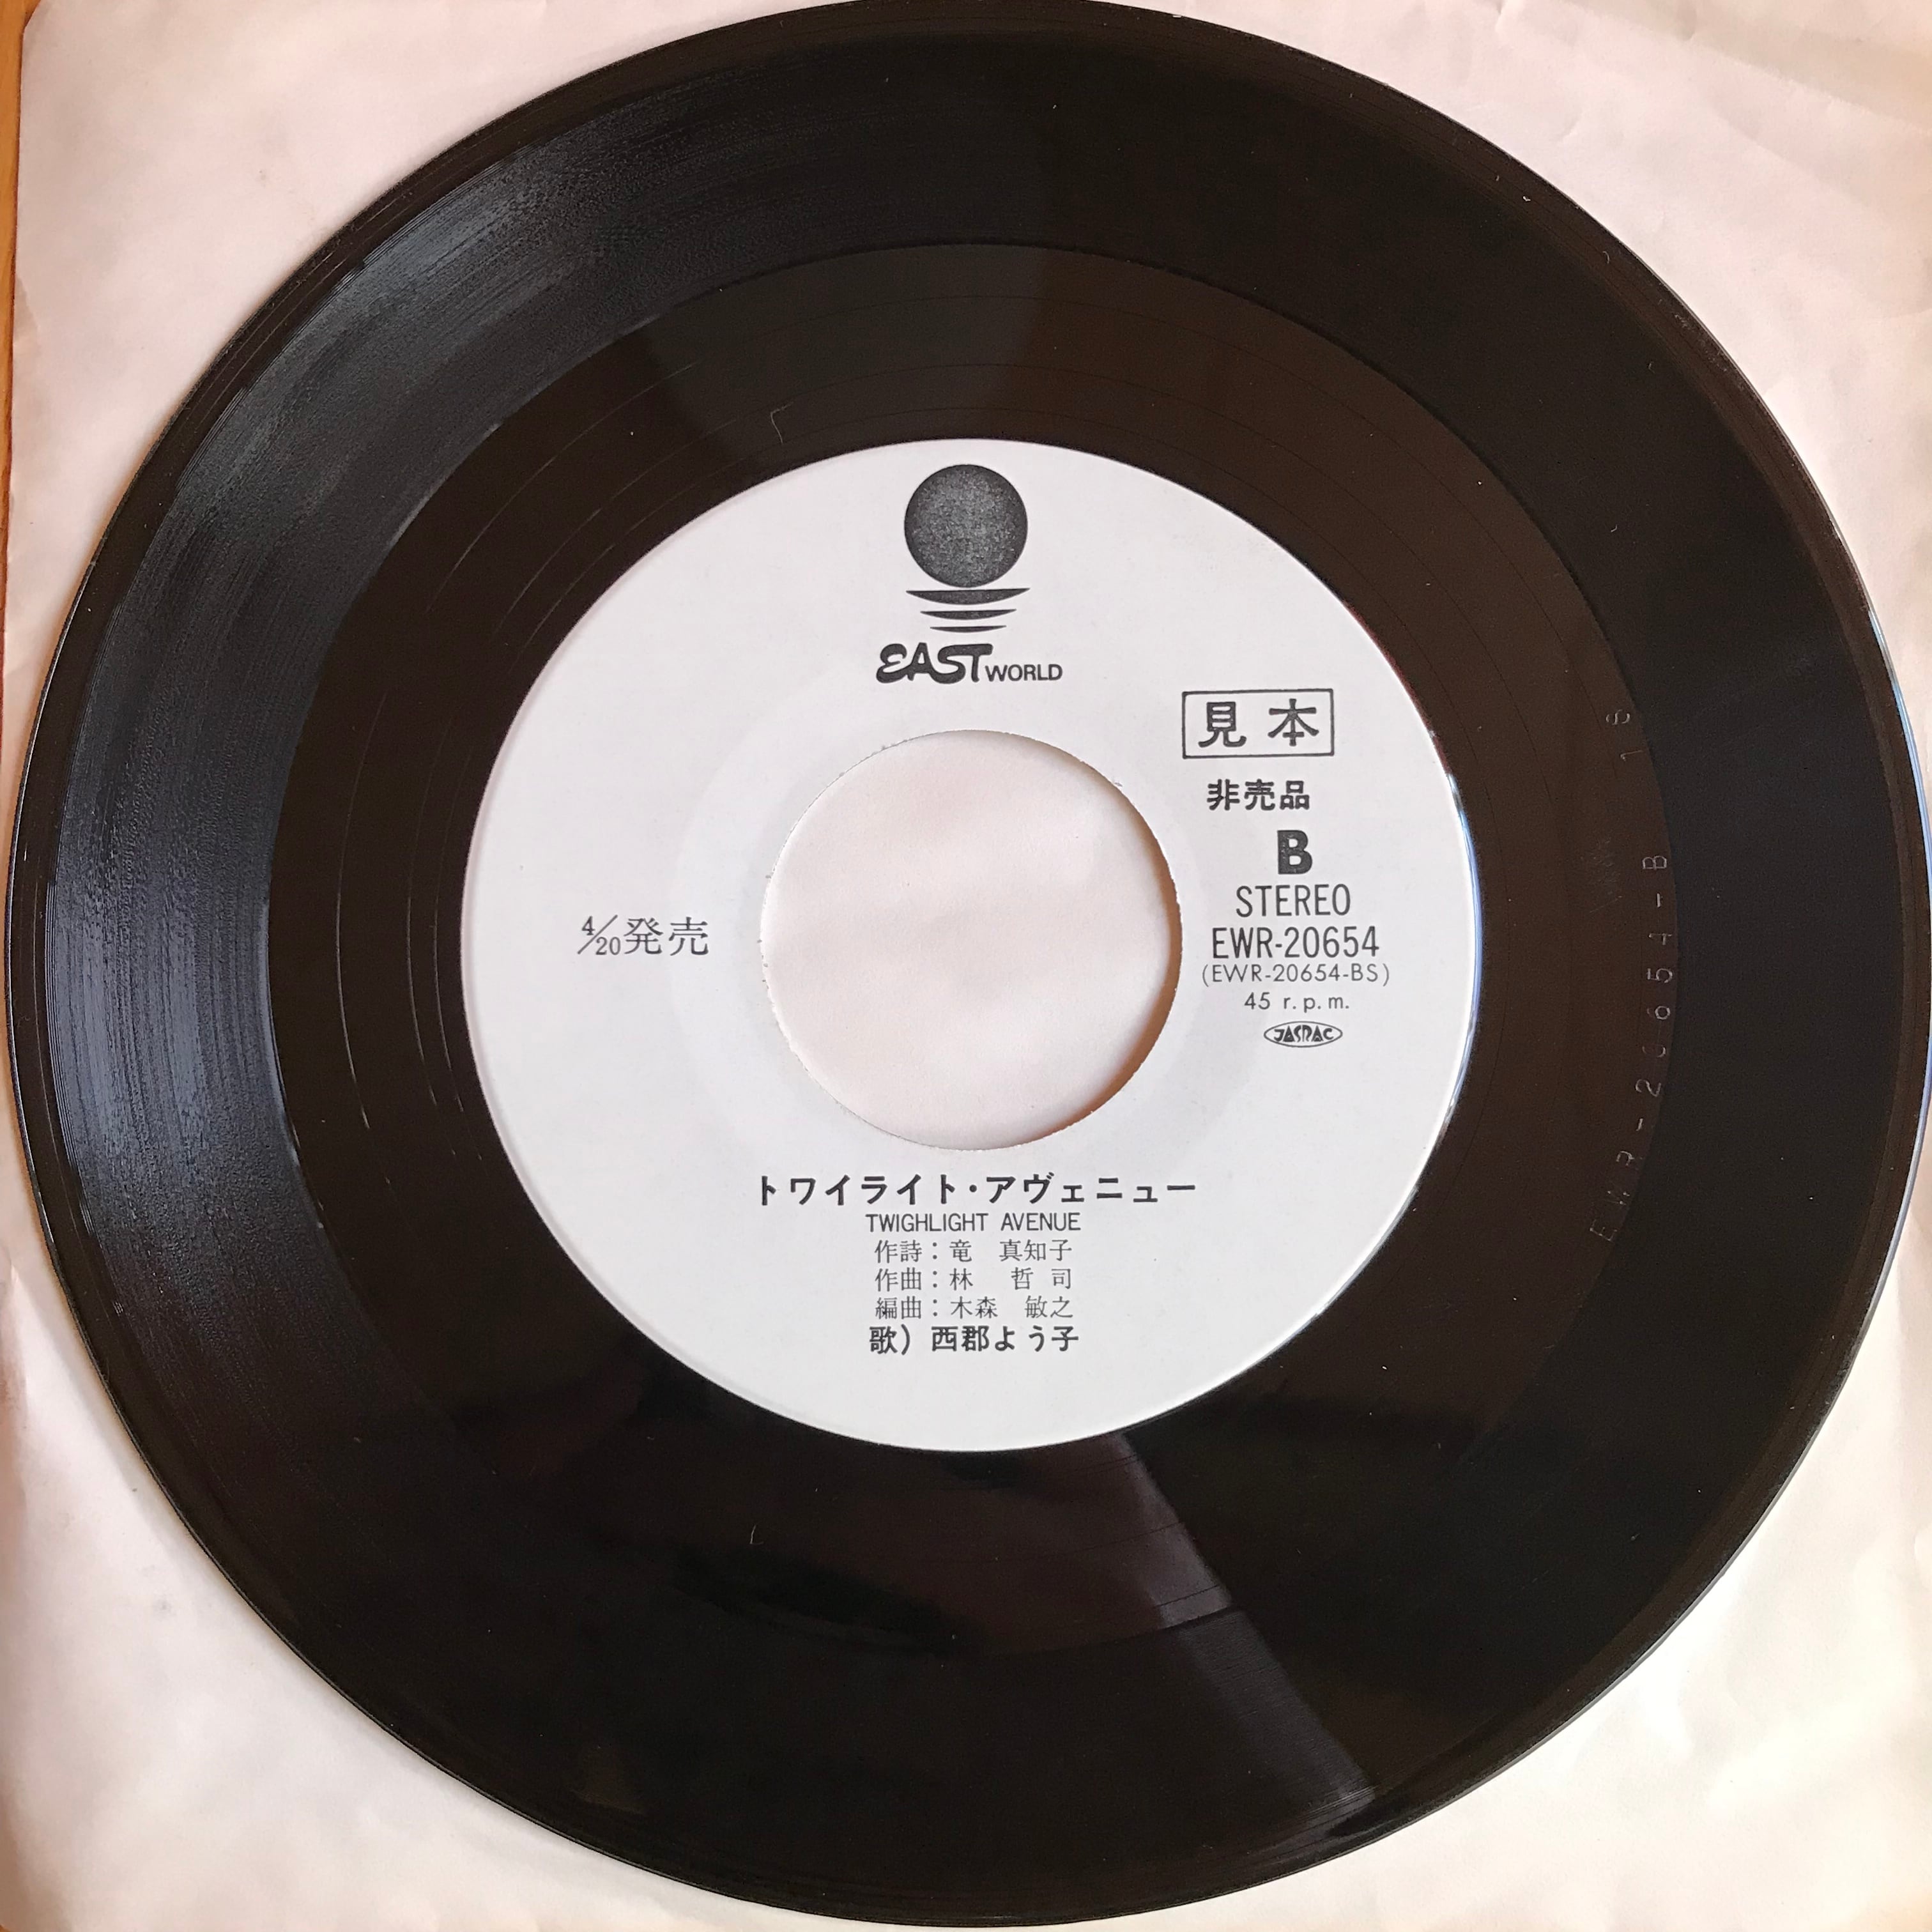 EAST WORLD
見本
非売品
B
STEREO
EWR-20654
(EWR-20654-BS)
45 r.p.m.
JASRAC
4/20発売
トワイライト・アヴェニュー
TWIGHLIGHT AVENUE
作詩：竜　真知子
作曲：林　哲　司
編曲：木森　敏之
歌）西郡よう子
EWR-20654-B